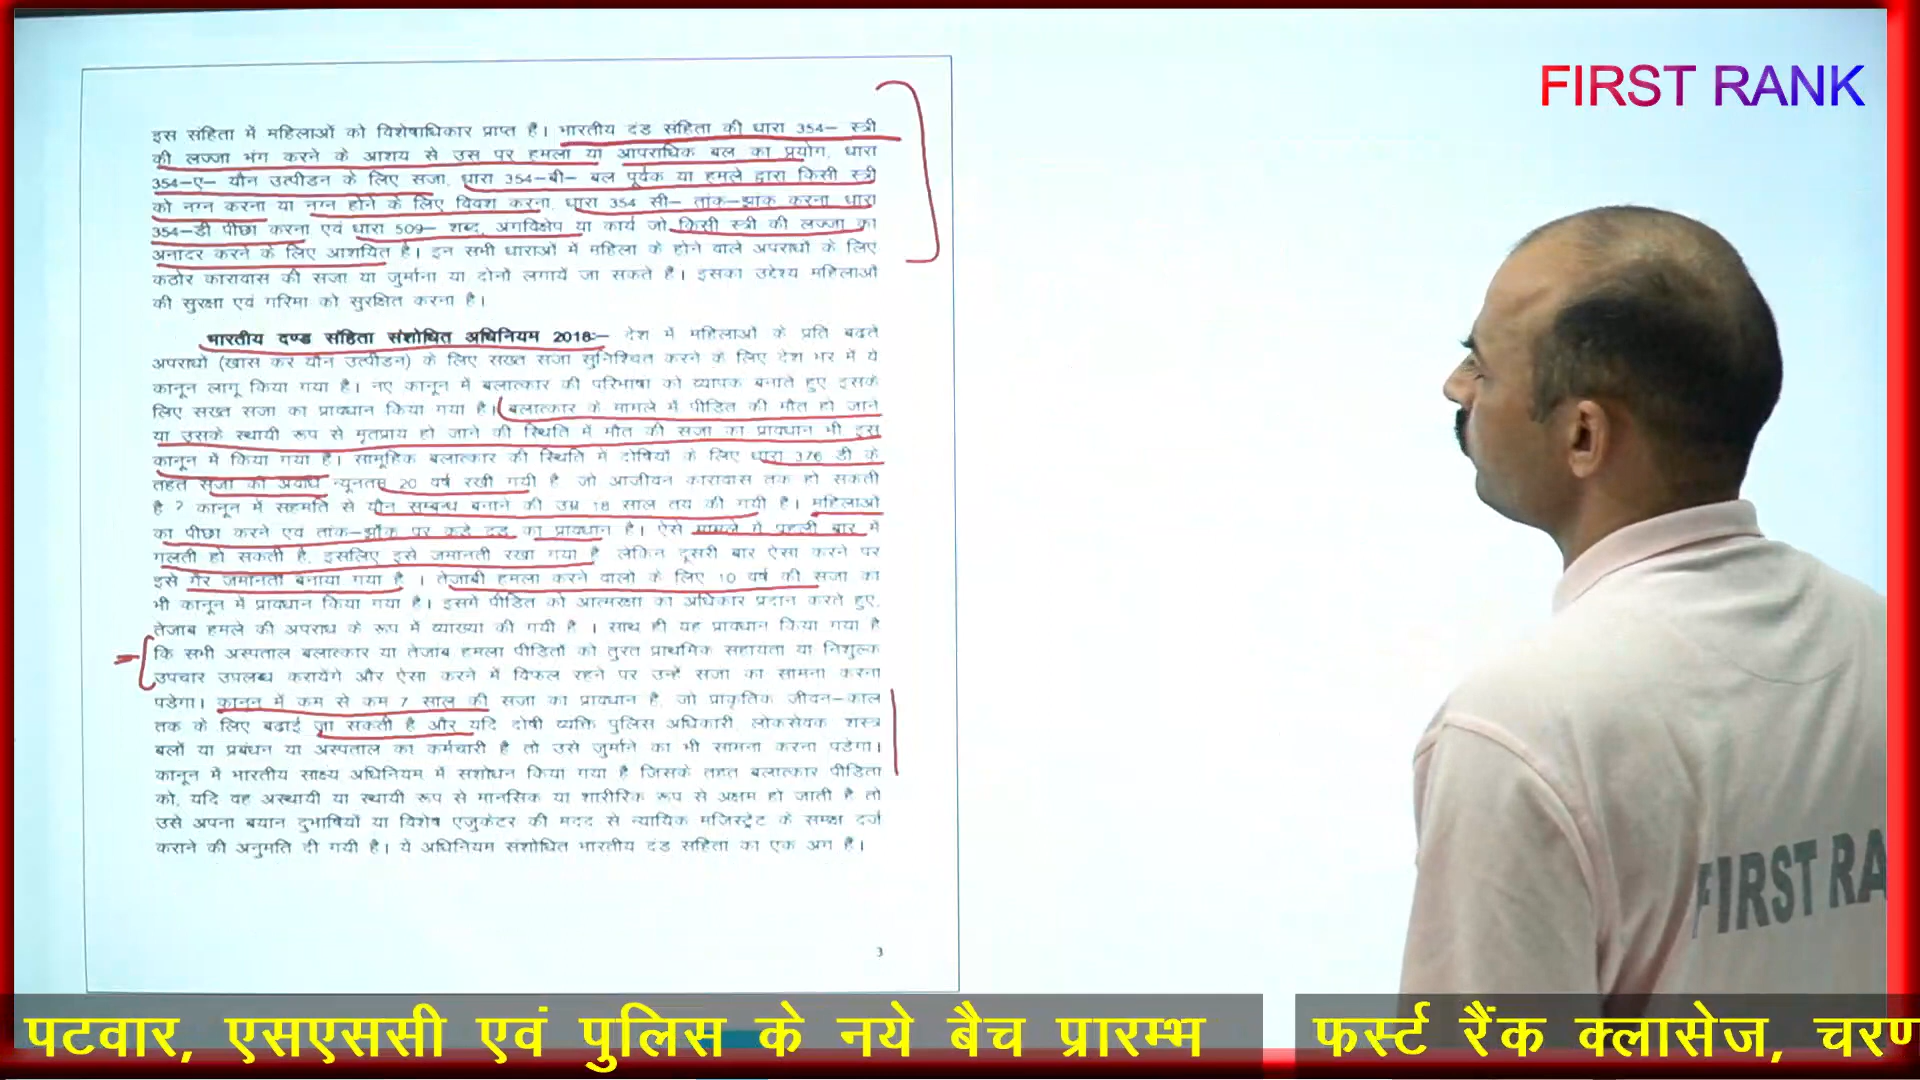 FIRST RANK
इस संहिता में महिलाओं को विशेषाधिकार प्राप्त है। भारतीय दंड संहिता की धारा 354– स्त्री
की लज्जा भंग करने के आशय से उस पर हमला या आपराधिक बल का प्रयोग, धारा
354–ए– यौन उत्पीडन के लिए सजा, धारा 354–बी– बल पूर्वक या हमले द्वारा किसी स्त्री
को नग्न करना या नग्न होने के लिए विवश करना, धारा 354 सी– तांक–झाक करना धारा
354–डी पीछा करना एवं धारा 509– शब्द, अंगविक्षेप या कार्य जो किसी स्त्री की लज्जा का
अनादर करने के लिए आशयित है। इन सभी धाराओं में महिला के होने वाले अपराधों के लिए
कठोर कारावास की सजा या जुर्माना या दोनों लगायें जा सकते है। इसका उद्देश्य महिलाओं
की सुरक्षा एवं गरिमा को सुरक्षित करना है।
भारतीय दण्ड संहिता संशोधित अधिनियम 2018:– देश में महिलाओं के प्रति बढते
अपराधों (खास कर यौन उत्पीडन) के लिए सख्त सजा सुनिश्चित करने के लिए देश भर में ये
कानून लागू किया गया है। नए कानून में बलात्कार की परिभाषा को व्यापक बनाते हुए इसके
लिए सख्त सजा का प्रावधान किया गया है। बलात्कार के मामले में पीडित की मौत हो जाने
या उसके स्थायी रूप से मृतप्राय हो जाने की स्थिति में मौत की सजा का प्रावधान भी इस
कानून में किया गया है। सामूहिक बलात्कार की स्थिति में दोषियों के लिए धारा 376 डी के
तहत सजा की अवधि न्यूनतम 20 वर्ष रखी गयी है जो आजीवन कारावास तक हो सकती
है ? कानून में सहमति से यौन सम्बन्ध बनाने की उम्र 18 साल तय की गयी है। महिलाओं
का पीछा करने एवं तांक–झाँक पर कडे दंड का प्रावधान है। ऐसे मामले में पहली बार में
गलती हो सकती है, इसलिए इसे जमानती रखा गया है लेकिन दूसरी बार ऐसा करने पर
इसे गैर जमानती बनाया गया है । तेजाबी हमला करने वालो के लिए 10 वर्ष की सजा का
भी कानून में प्रावधान किया गया है। इसमें पीडित को आत्मरक्षा का अधिकार प्रदान करते हुए,
तेजाब हमले की अपराध के रूप में व्याख्या की गयी है । साथ ही यह प्रावधान किया गया है
कि सभी अस्पताल बलात्कार या तेजाब हमला पीडितों को तुरंत प्राथमिक सहायता या निशुल्क
उपचार उपलब्ध करायेंगे और ऐसा करने में विफल रहने पर उन्हें सजा का सामना करना
पडेगा। कानून में कम से कम 7 साल की सजा का प्रावधान है, जो प्राकृतिक जीवन–काल
तक के लिए बढाई जा सकती है और यदि दोषी व्यक्ति पुलिस अधिकारी, लोकसेवक शस्त्र
बलों या प्रबंधन या अस्पताल का कर्मचारी है तो उसे जुर्माने का भी सामना करना पडेगा।
कानून में भारतीय साक्ष्य अधिनियम में संशोधन किया गया है जिसके तहत बलात्कार पीडिता
को, यदि वह अस्थायी या स्थायी रूप से मानसिक या शारीरिक रूप से अक्षम हो जाती है तो
उसे अपना बयान दुभाषियों या विशेष एजुकेटर की मदद से न्यायिक मजिस्ट्रेट के समक्ष दर्ज
कराने की अनुमति दी गयी है। ये अधिनियम संशोधित भारतीय दंड संहिता का एक अंग है।
3
FIRST RA
पटवार, एसएससी एवं पुलिस के नये बैच प्रारम्भ
फर्स्ट रैंक क्लासेज, चरण